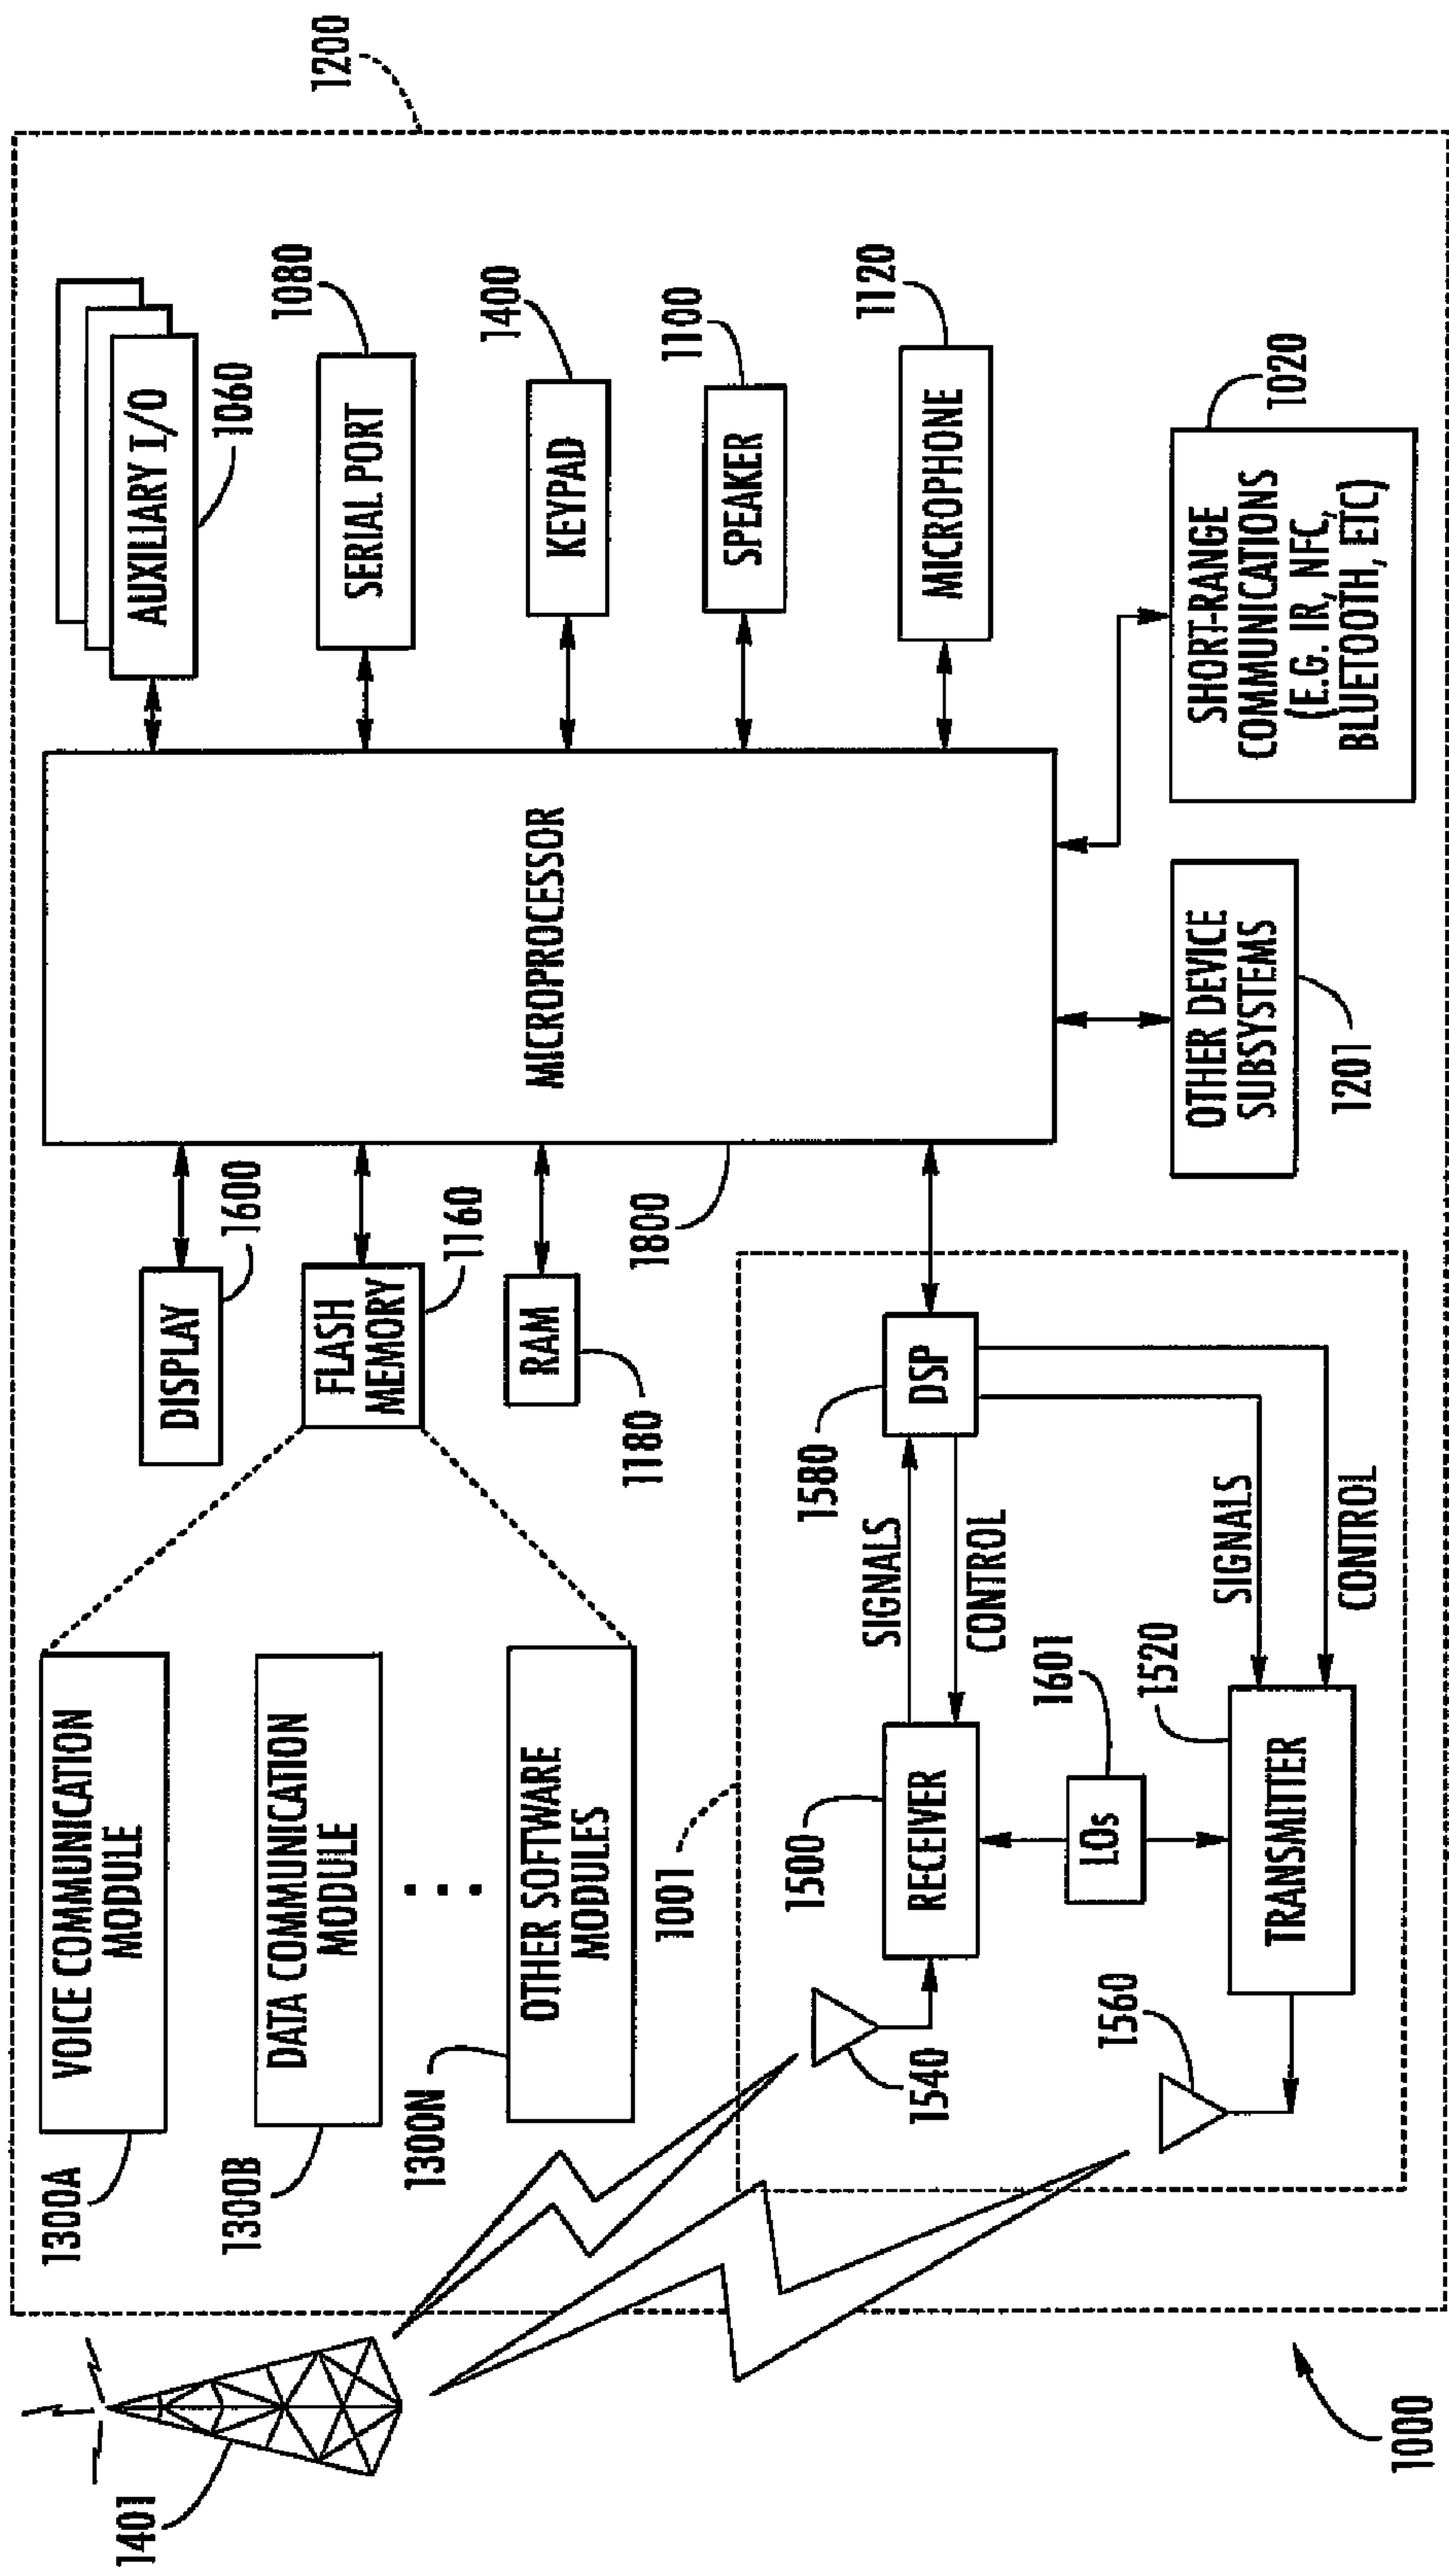 1401
1300A
VOICE COMMUNICATION
MODULE
1300B
DATA COMMUNICATION
MODULE
1300N
OTHER SOFTWARE
MODULES
DISPLAY
1600
FLASH
MEMORY
1160
RAM
1180
MICROPROCESSOR
1800
AUXILIARY I/O
1060
SERIAL PORT
1080
KEYPAD
1400
SPEAKER
1100
MICROPHONE
1120
1200
1001
1540
1500
RECEIVER
SIGNALS
CONTROL
1580
DSP
LOs
1601
1560
TRANSMITTER
1520
SIGNALS
CONTROL
OTHER DEVICE
SUBSYSTEMS
1201
SHORT-RANGE
COMMUNICATIONS
(E.G. IR, NFC,
BLUETOOTH, ETC)
1020
1000